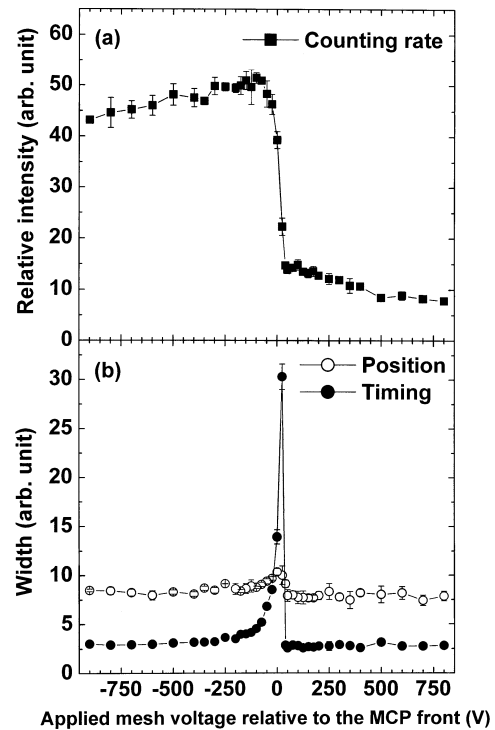 (a)
Counting rate
Relative intensity (arb. unit)
60
50
40
30
20
10
0
(b)
Position
Timing
Width (arb. unit)
30
25
20
15
10
5
0
-750 -500 -250 0 250 500 750
Applied mesh voltage relative to the MCP front (V)